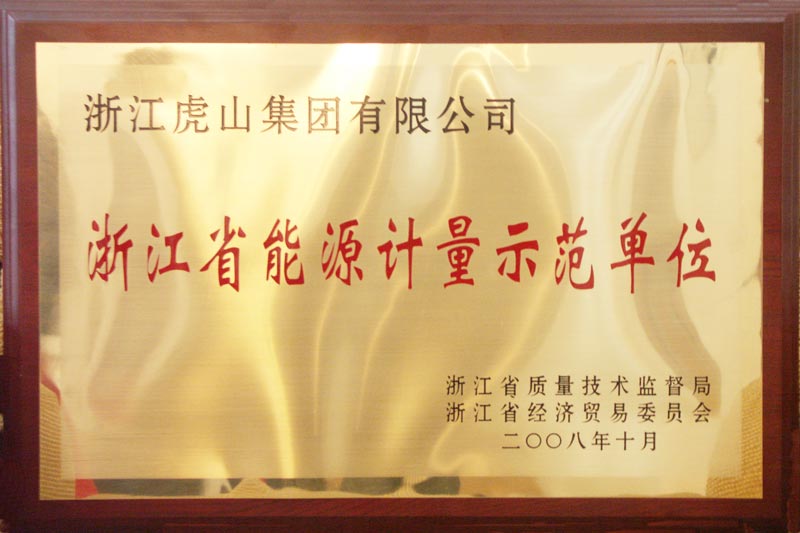 浙江虎山集团有限公司
浙江省能源计量示范单位
浙江省质量技术监督局
浙江省经济贸易委员会
二〇〇八年十月